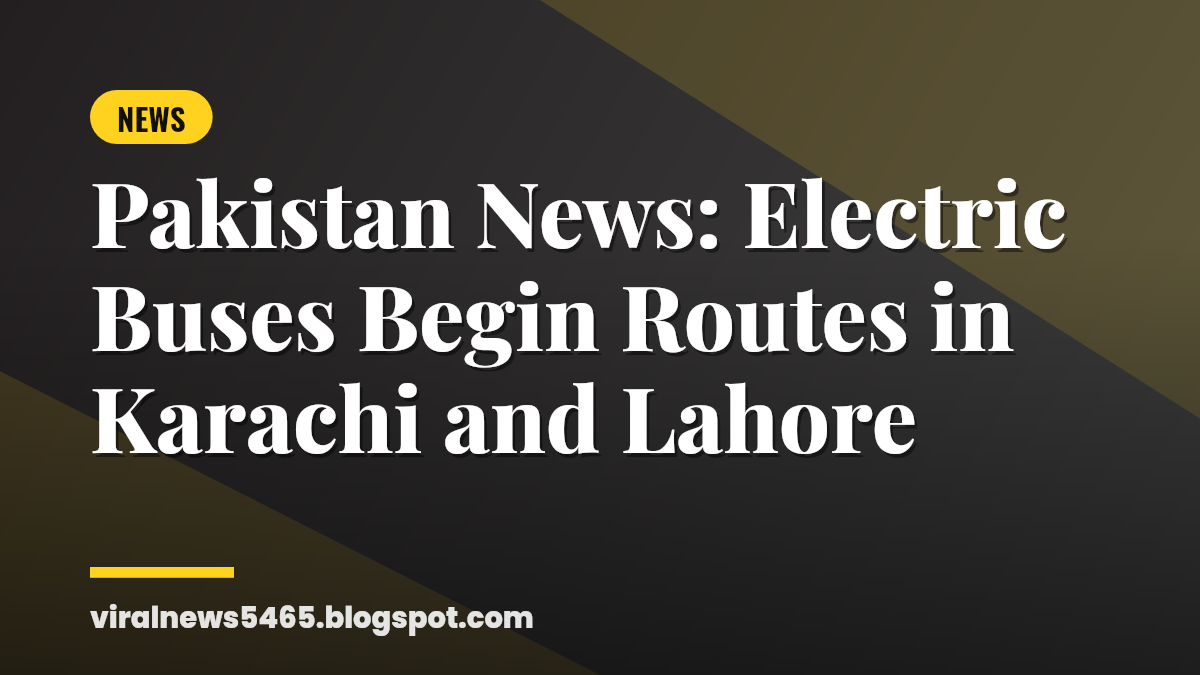 NEWS
Pakistan News: Electric
Buses Begin Routes in
Karachi and Lahore
viralnews5465.blogspot.com